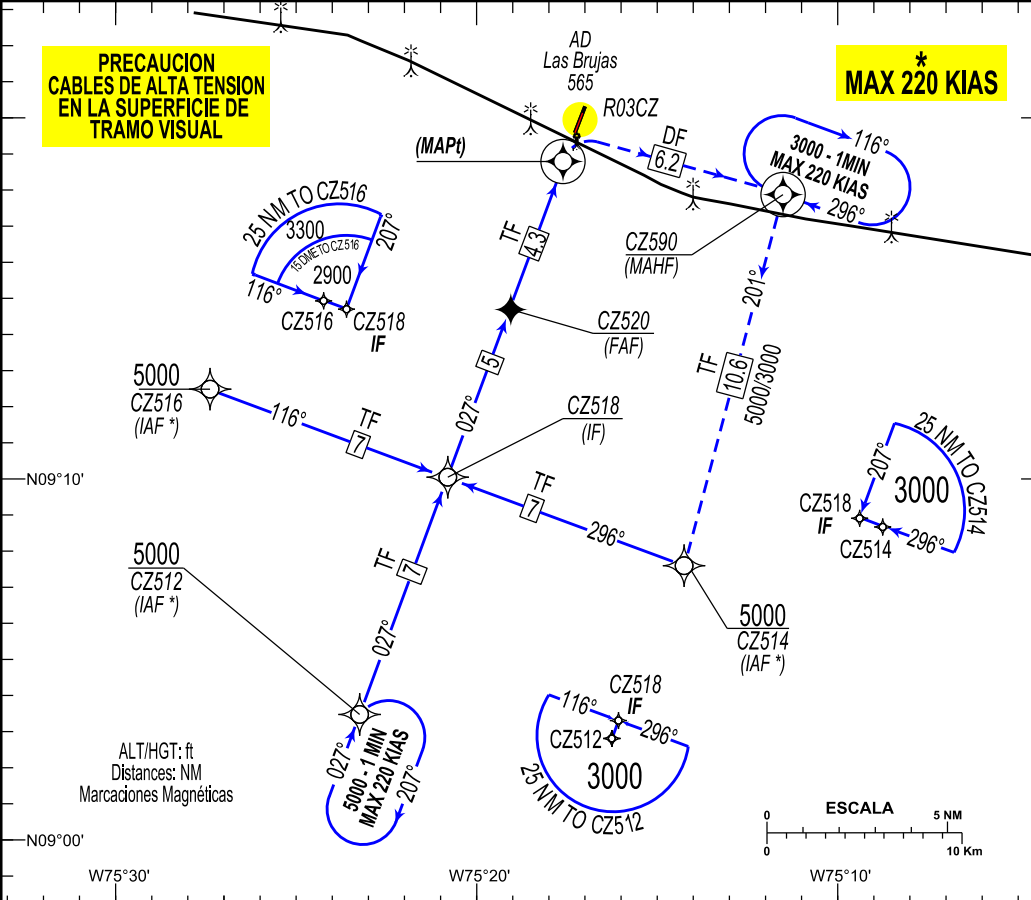 PRECAUCION
CABLES DE ALTA TENSION
EN LA SUPERFICIE DE
TRAMO VISUAL
AD
Las Brujas
565
R03CZ
*
MAX 220 KIAS
(MAPt)
DF
6.2
3000 - 1MIN
MAX 220 KIAS
116°
296°
25 NM TO CZ516
3300
15 DME TO CZ516
2900
207°
116°
CZ516
CZ518
IF
TF
4.3
CZ590
(MAHF)
201°
TF
10.6
5000/3000
CZ520
(FAF)
5
027°
5000
CZ516
(IAF *)
116°
TF
7
CZ518
(IF)
TF
7
296°
25 NM TO CZ514
207°
3000
CZ518
IF
296°
CZ514
N09°10'
5000
CZ512
(IAF *)
TF
7
027°
5000
CZ514
(IAF *)
CZ518
IF
116°
296°
CZ512
3000
25 NM TO CZ512
027°
5000 - 1 MIN
MAX 220 KIAS
207°
ALT/HGT: ft
Distances: NM
Marcaciones Magnéticas
ESCALA
0
5 NM
0
10 Km
N09°00'
W75°30'
W75°20'
W75°10'